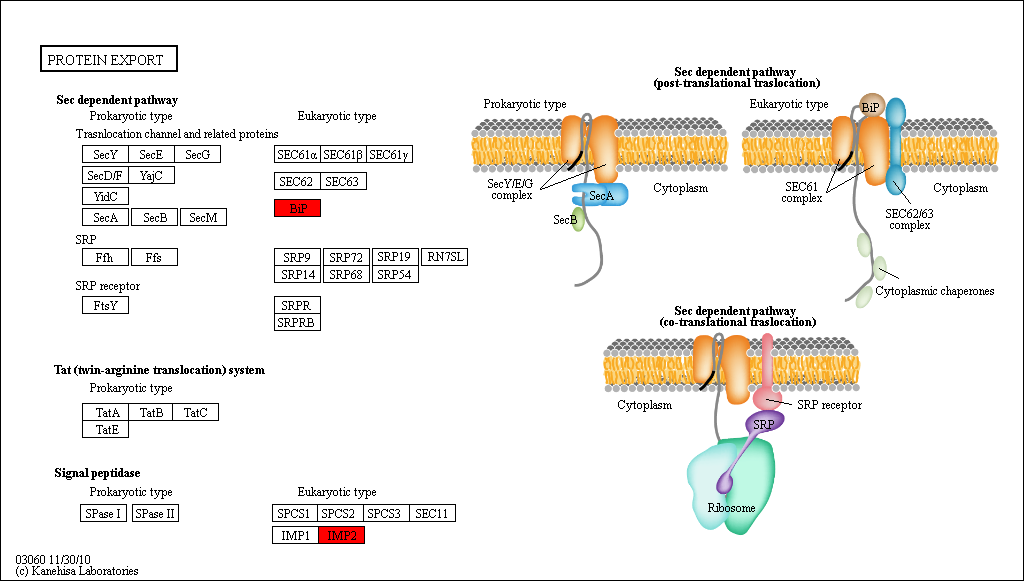 PROTEIN EXPORT
Sec dependent pathway
Prokaryotic type
Eukaryotic type
Trasnlocation channel and related proteins
SecY SecE SecG
SEC61α SEC61β SEC61γ
SecD/F YajC
SEC62 SEC63
YidC
BiP
SecA SecB SecM
SRP
Ffh Ffs
SRP9 SRP72 SRP19 RN7SL
SRP14 SRP68 SRP54
SRP receptor
FtsY
SRPR
SRPRB
Tat (twin-arginine translocation) system
Prokaryotic type
TatA TatB TatC
TatE
Signal peptidase
Prokaryotic type
Eukaryotic type
SPase I SPase II
SPCS1 SPCS2 SPCS3 SEC11
IMP1 IMP2
03060 11/30/10
(c) Kanehisa Laboratories
Sec dependent pathway
(post-translational traslocation)
Prokaryotic type
SecY/E/G
complex
SecA
SecB
Cytoplasm
Eukaryotic type
BiP
SEC61
complex
Cytoplasm
SEC62/63
complex
Cytoplasmic chaperones
Sec dependent pathway
(co-translational traslocation)
Cytoplasm
SRP receptor
SRP
Ribosome